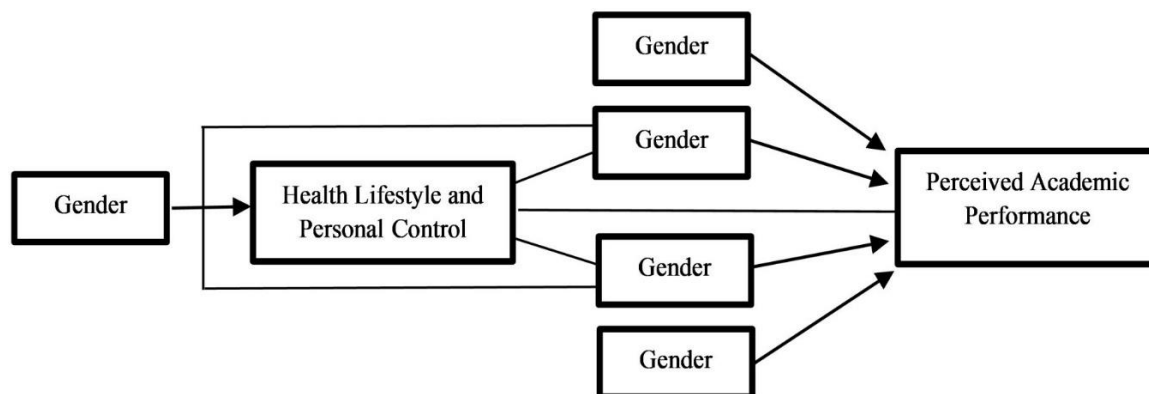 Gender
Gender
Gender
Health Lifestyle and
Personal Control
Perceived Academic
Performance
Gender
Gender